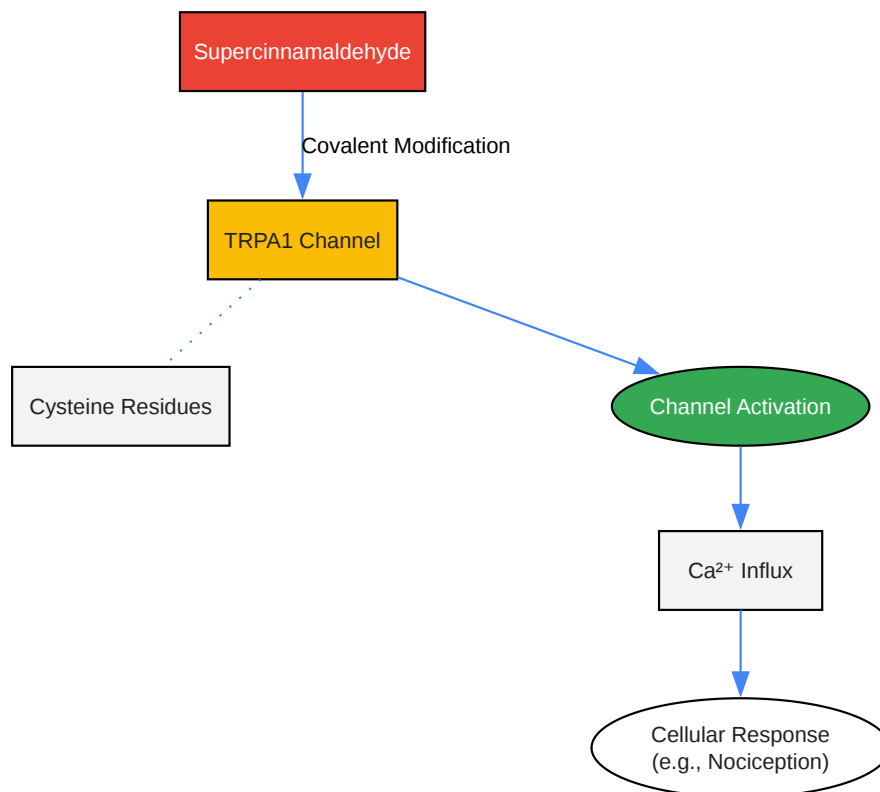 Supercinnamaldehyde
Covalent Modification
TRPA1 Channel
Cysteine Residues
Channel Activation
Ca²⁺ Influx
Cellular Response
(e.g., Nociception)